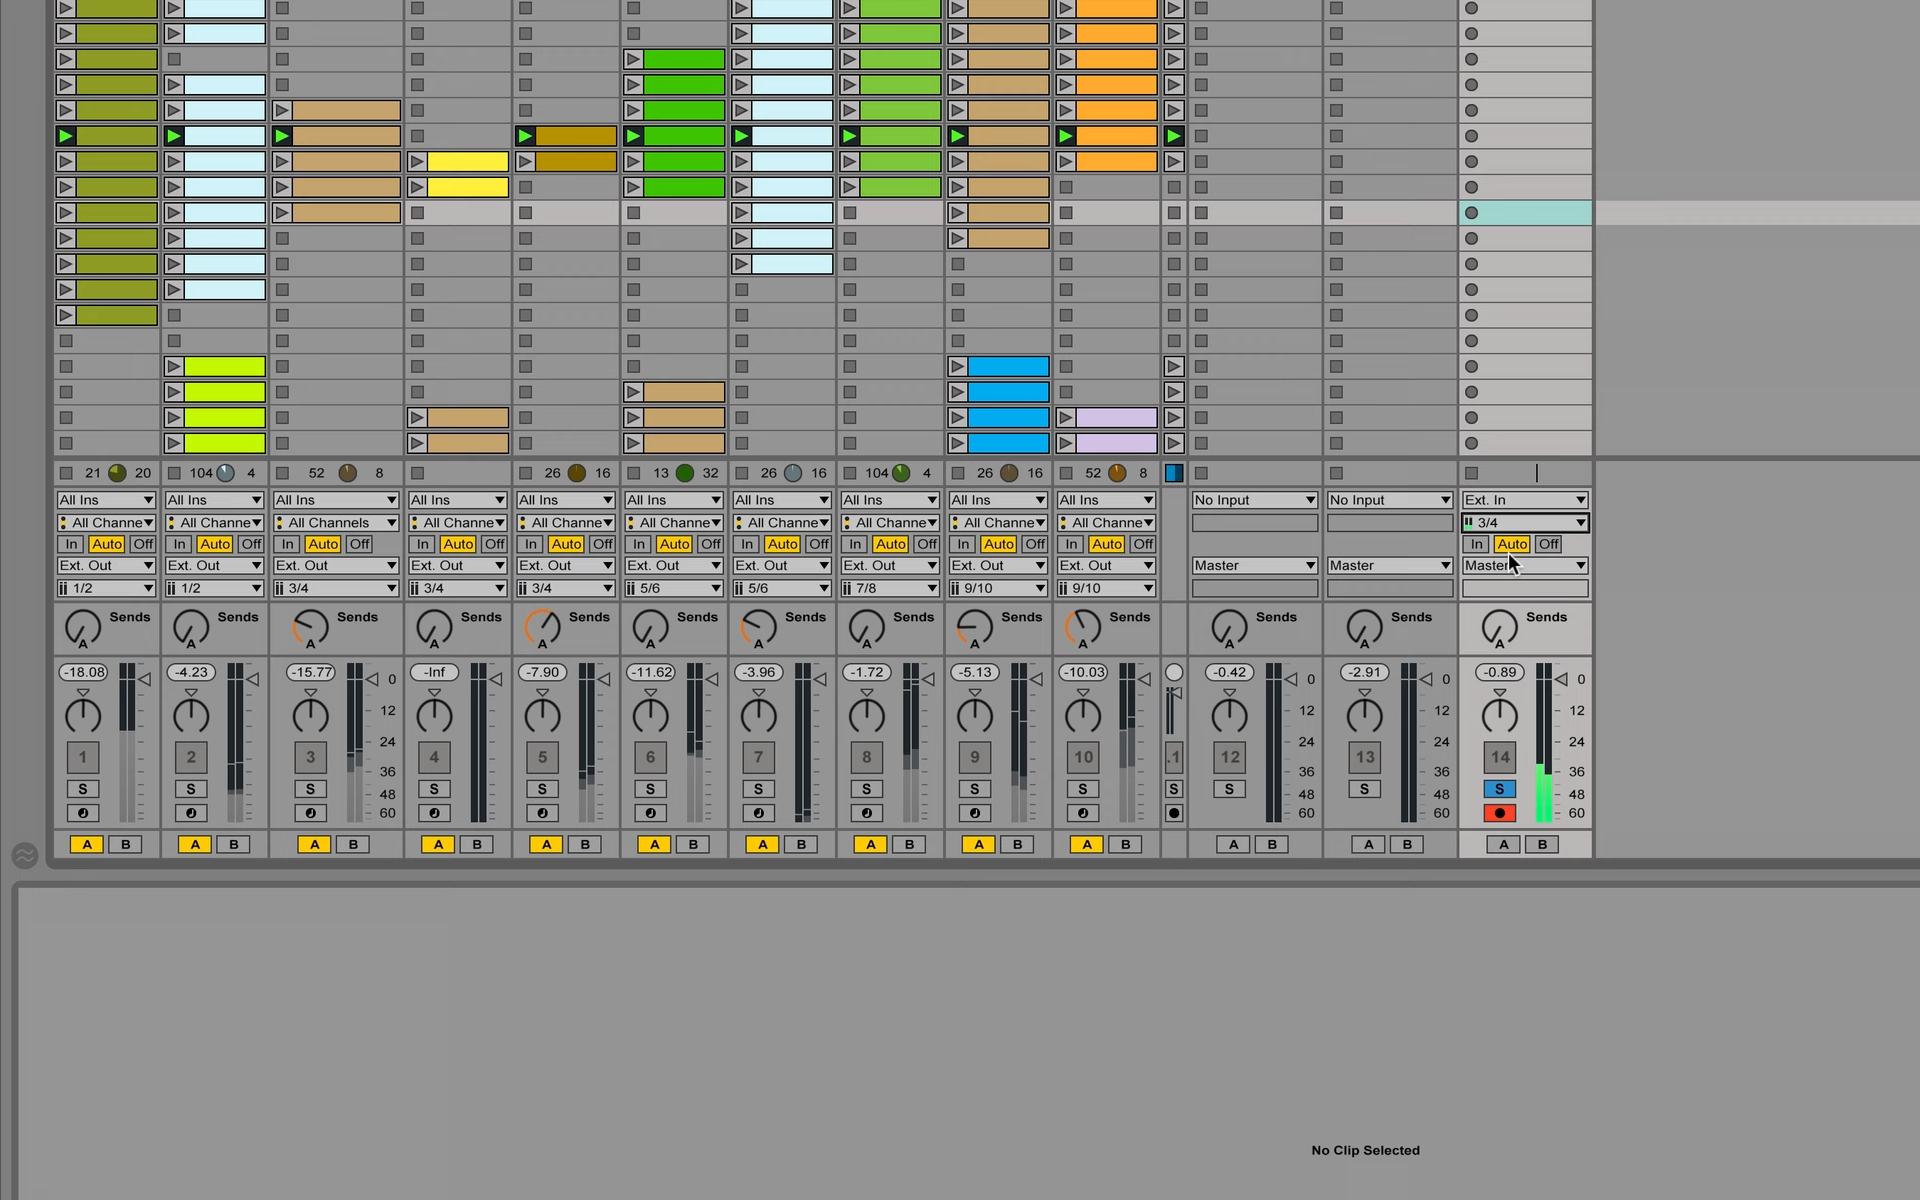 21 20 104 4 52 8 26 16 13 32 26 16 104 4 26 16 52 8
All Ins All Ins All Ins All Ins All Ins All Ins All Ins All Ins All Ins All Ins No Input No Input Ext. In
All Channe All Channe All Channels All Channe All Channe All Channe All Channe All Channe All Channe All Channe 3/4
In Auto Off In Auto Off In Auto Off In Auto Off In Auto Off In Auto Off In Auto Off In Auto Off In Auto Off In Auto Off In Auto Off
Ext. Out Ext. Out Ext. Out Ext. Out Ext. Out Ext. Out Ext. Out Ext. Out Ext. Out Ext. Out Master Master Master
1/2 1/2 3/4 3/4 3/4 5/6 5/6 7/8 9/10 9/10
Sends Sends Sends Sends Sends Sends Sends Sends Sends Sends Sends Sends Sends
A A A A A A A A A A A A A
-18.08 -4.23 -15.77 0 -Inf -7.90 -11.62 -3.96 -1.72 -5.13 -10.03 -0.42 0 -2.91 0 -0.89 0
12 12 12 12
24 24 24 24
1 2 3 4 5 6 7 8 9 10 .1 12 13 14
36 36 36 36
S S S S S S S S S S S S S S
48 48 48 48
60 60 60 60
A B A B A B A B A B A B A B A B A B A B A B A B A B
No Clip Selected